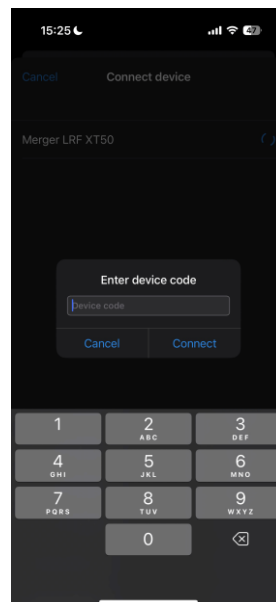 15:25
47
Cancel Connect device
Merger LRF XT50
Enter device code
Device code
Cancel Connect
1 2 3
ABC DEF
4 5 6
GHI JKL MNO
7 8 9
PQRS TUV WXYZ
0